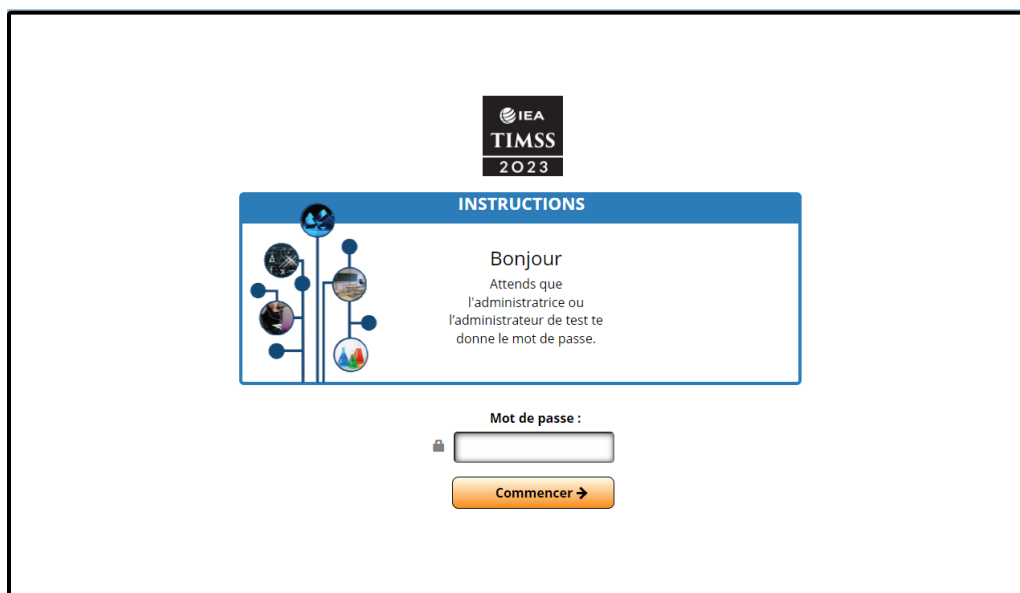 IEA
TIMSS
2023
INSTRUCTIONS
Bonjour
Attends que
l'administratrice ou
l'administrateur de test te
donne le mot de passe.
Mot de passe :
Commencer